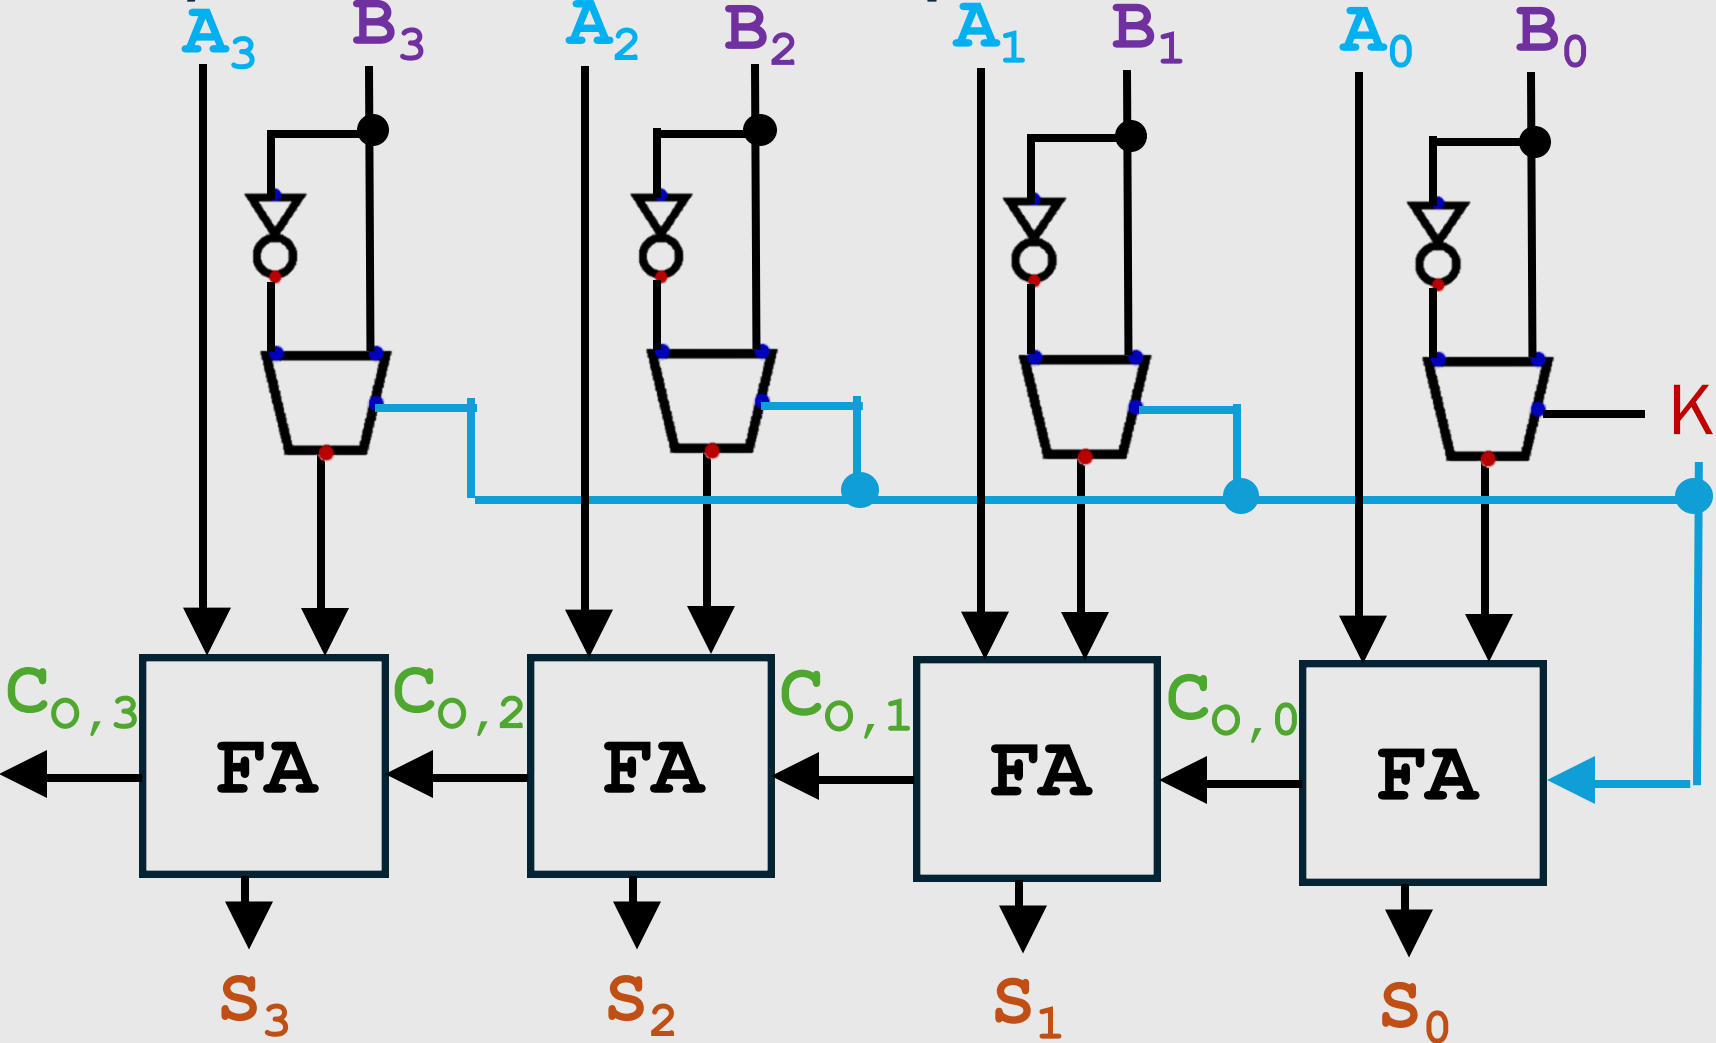 A3 B3 A2 B2 A1 B1 A0 B0
K
CO,3 FA CO,2 FA CO,1 FA CO,0 FA
S3 S2 S1 S0